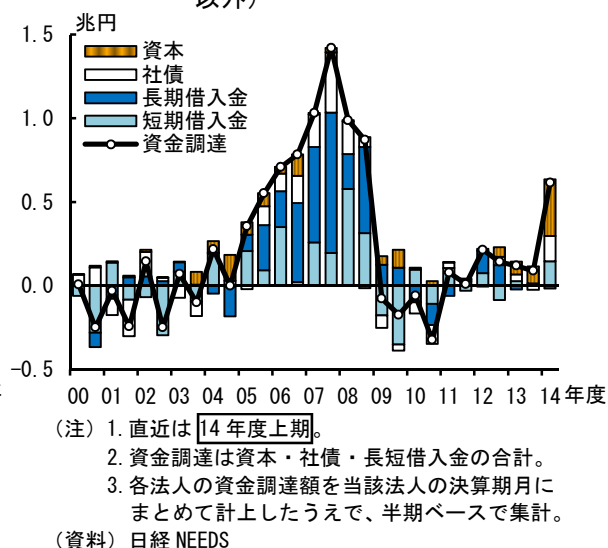 以外）
兆円
1.5
1.0
0.5
0.0
-0.5
資本
社債
長期借入金
短期借入金
資金調達
00 01 02 03 04 05 06 07 08 09 10 11 12 13 14 年度
（注）1. 直近は 14 年度上期。
2. 資金調達は資本・社債・長短借入金の合計。
3. 各法人の資金調達額を当該法人の決算期月に
まとめて計上したうえで、半期ベースで集計。
（資料）日経 NEEDS